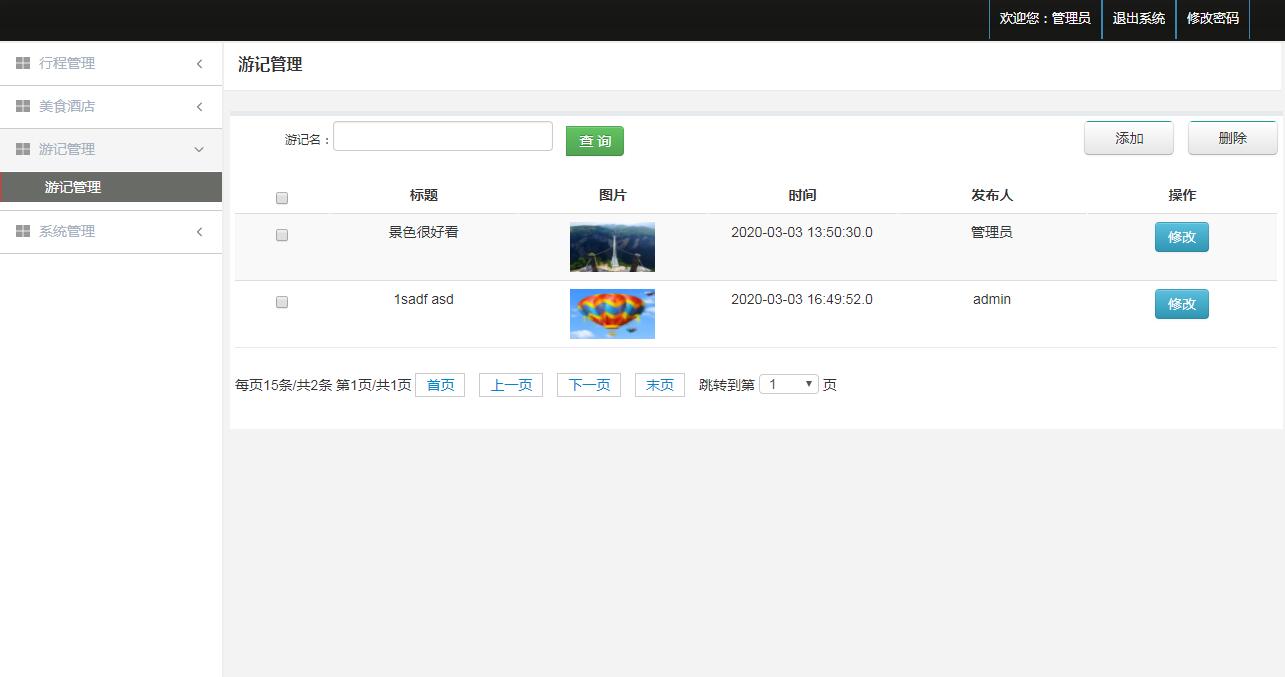 欢迎您：管理员 退出系统 修改密码
行程管理
美食酒店
游记管理
游记管理
系统管理
游记管理
游记名： 查 询 添加 删除
标题 图片 时间 发布人 操作
景色很好看 2020-03-03 13:50:30.0 管理员 修改
1sadf asd 2020-03-03 16:49:52.0 admin 修改
每页15条/共2条 第1页/共1页 首页 上一页 下一页 末页 跳转到第 1 页